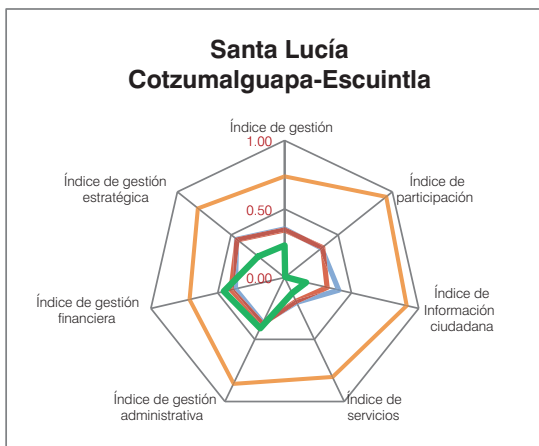 Santa Lucía
Cotzumalguapa-Escuintla
Índice de gestión
1.00
Índice de gestión
estratégica
Índice de
participación
0.50
0.00
Índice de gestión
financiera
Índice de
Información
ciudadana
Índice de gestión
administrativa
Índice de
servicios